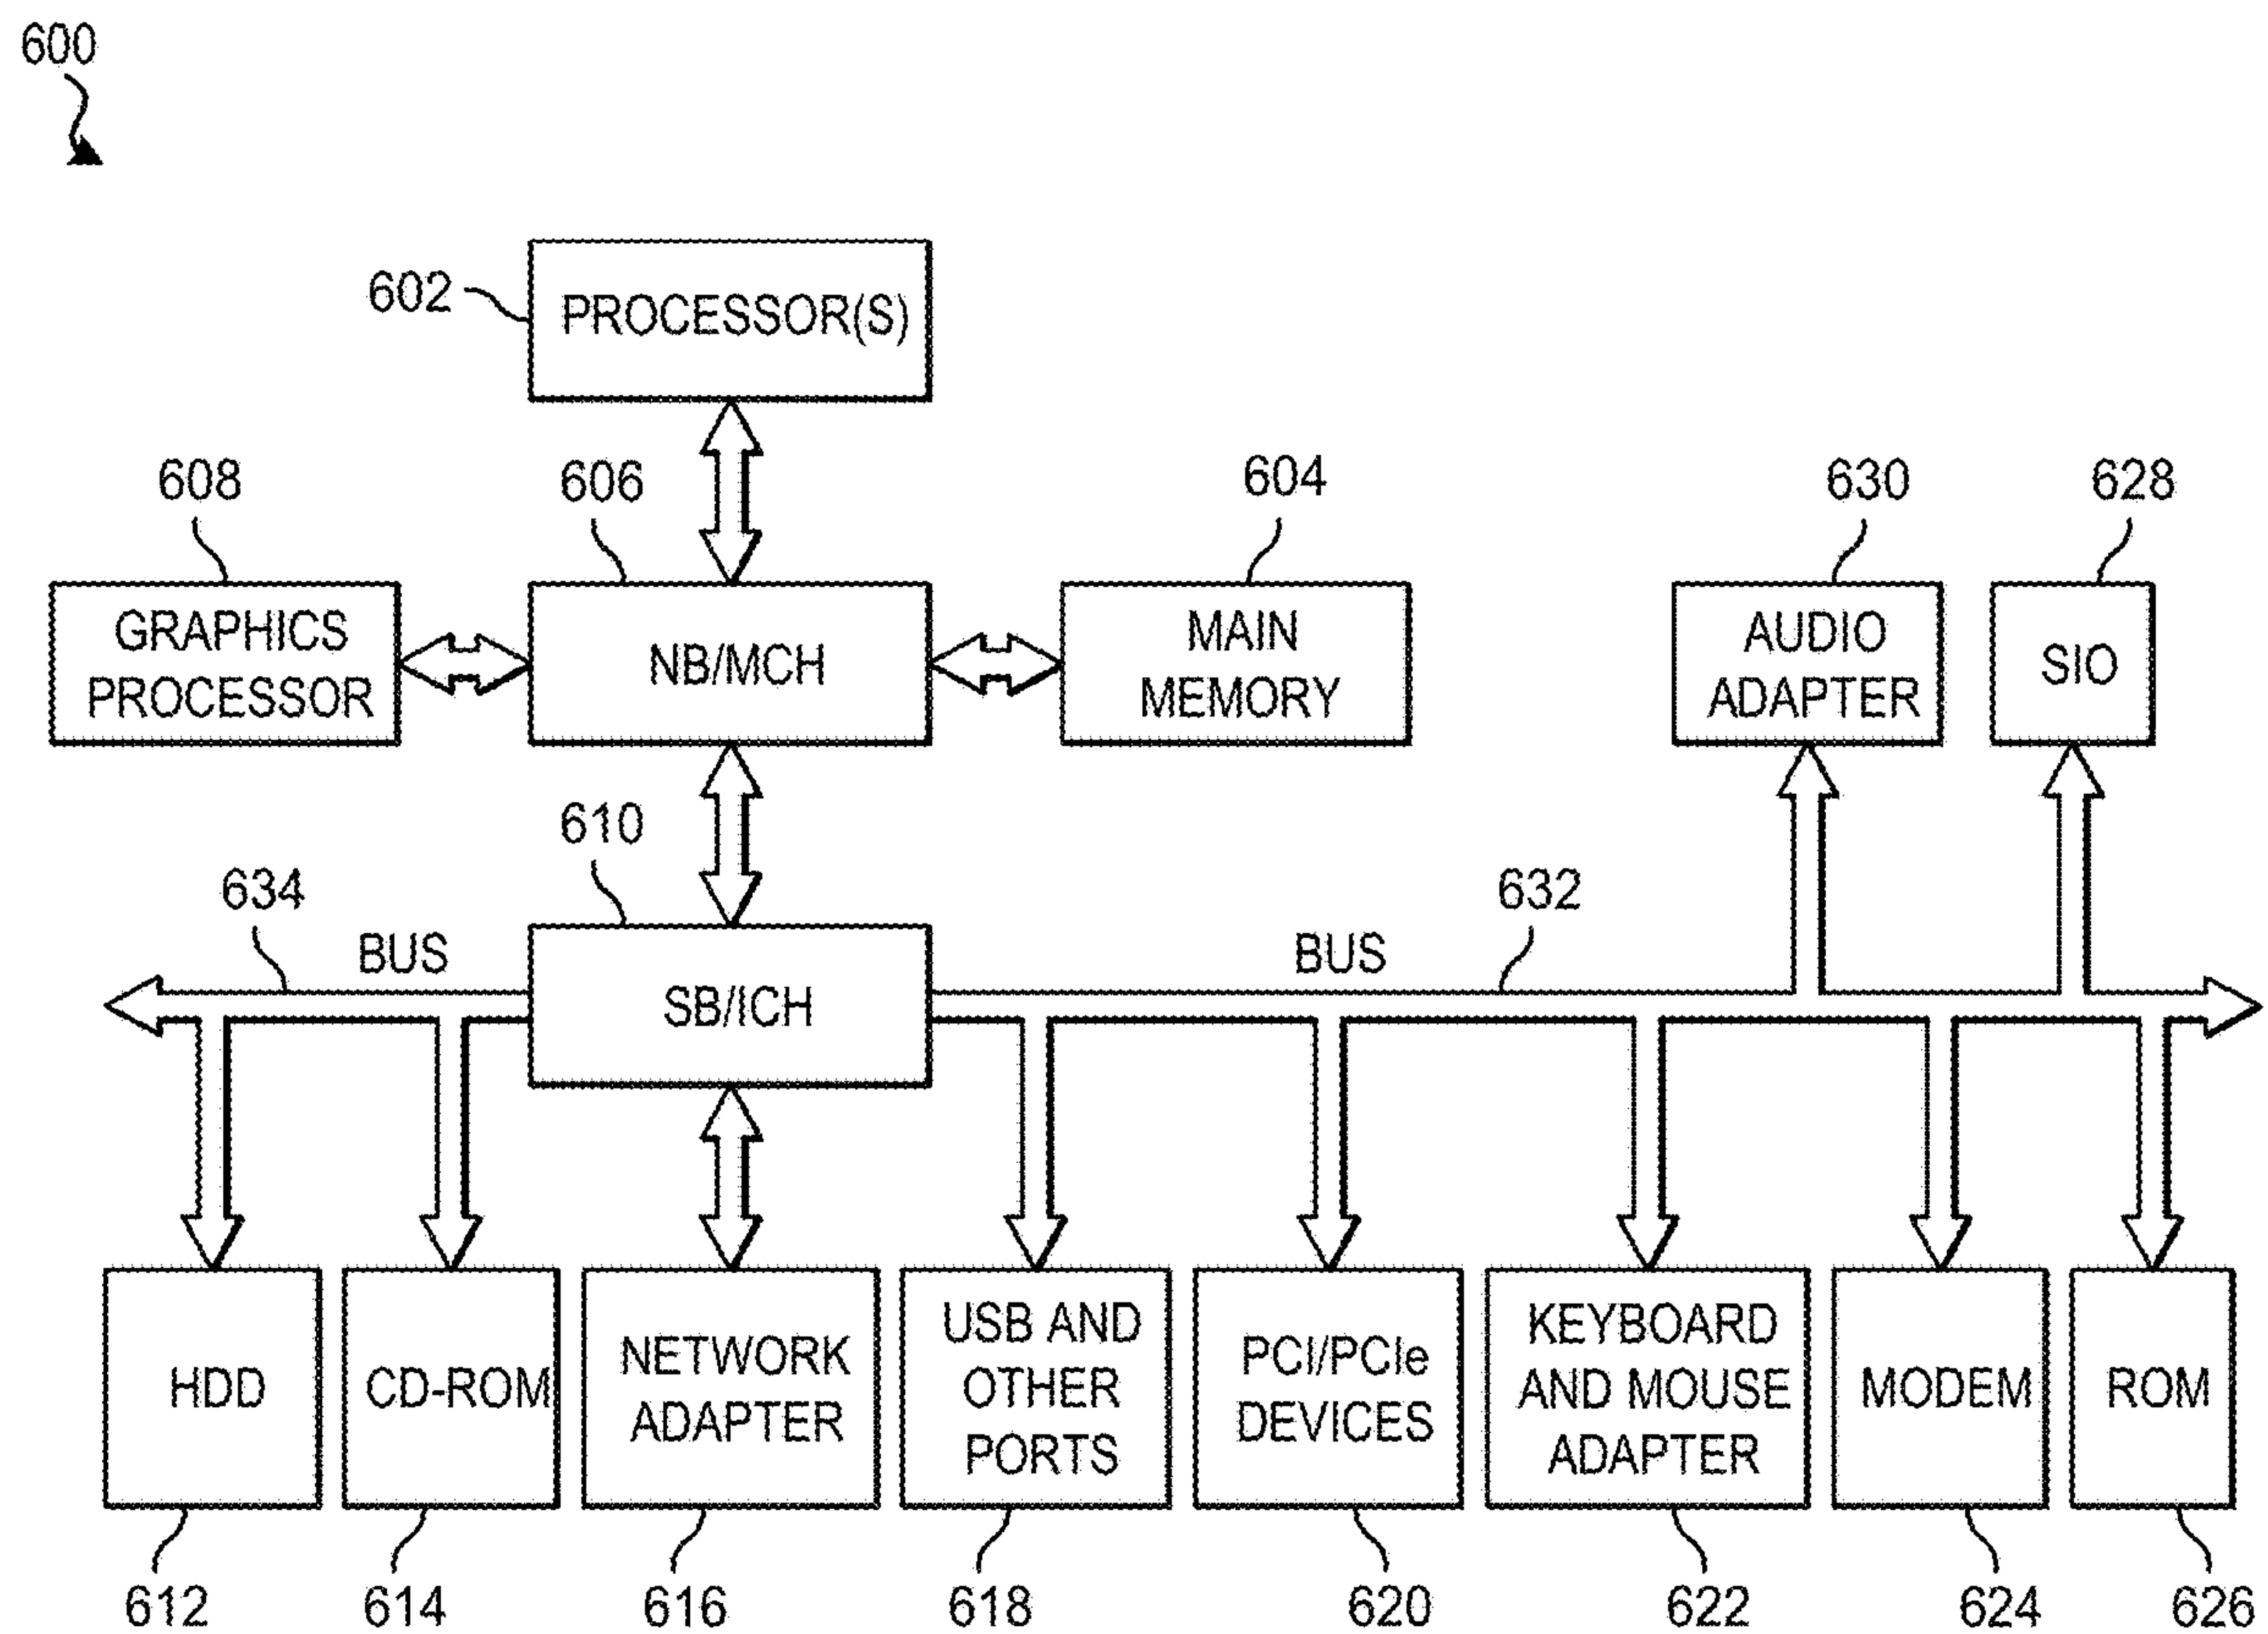 600
602
PROCESSOR(S)
608
606
604
630
628
GRAPHICS
PROCESSOR
NB/MCH
MAIN
MEMORY
AUDIO
ADAPTER
SIO
610
634
BUS
SB/ICH
BUS
632
HDD
CD-ROM
NETWORK
ADAPTER
USB AND
OTHER
PORTS
PCI/PCIe
DEVICES
KEYBOARD
AND MOUSE
ADAPTER
MODEM
ROM
612
614
616
618
620
622
624
626